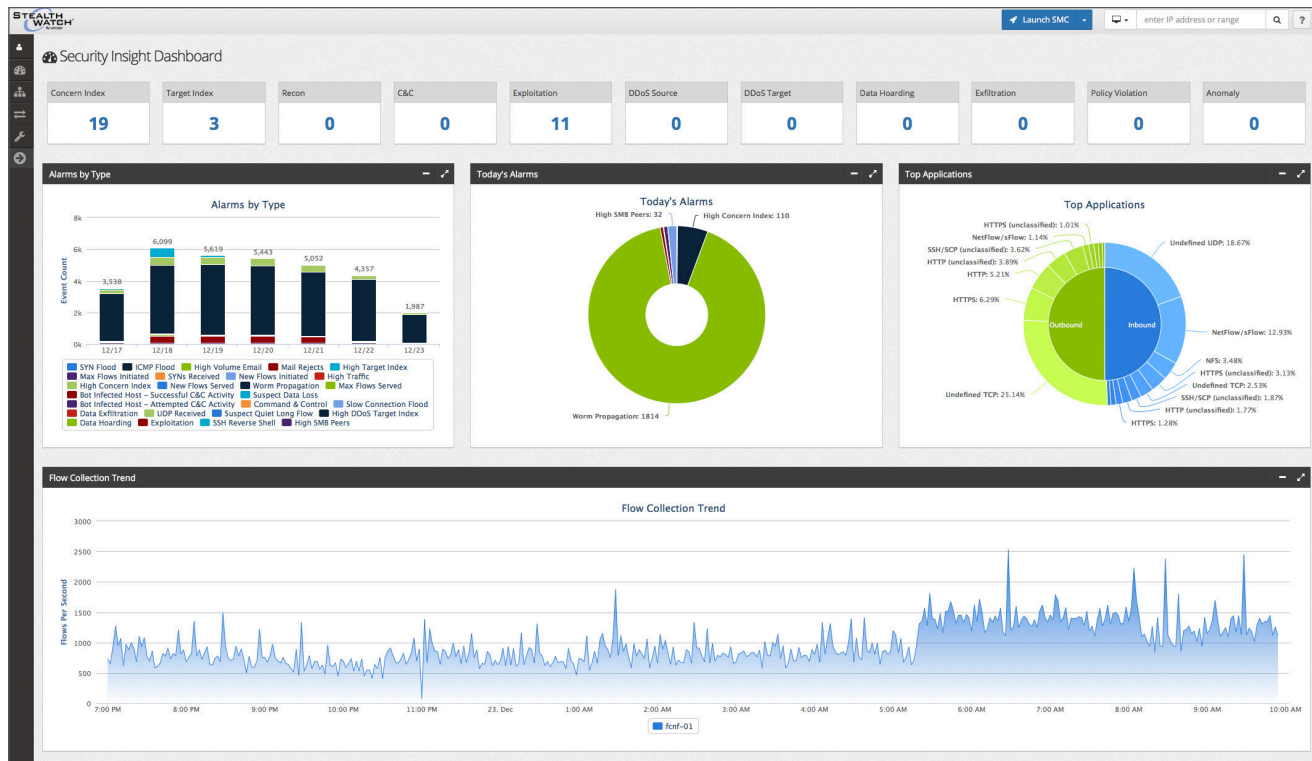 STEALTH
WATCH
By Lancope
Launch SMC
enter IP address or range
?
Security Insight Dashboard
Concern Index Target Index Recon C&C Exploitation DDoS Source DDoS Target Data Hoarding Exfiltration Policy Violation Anomaly
19 3 0 0 11 0 0 0 0 0 0
Alarms by Type
Alarms by Type
8k
6k
4k
2k
0k
Event Count
3,538
6,099
5,619
5,443
5,052
4,357
1,987
12/17 12/18 12/19 12/20 12/21 12/22 12/23
SYN Flood ICMP Flood High Volume Email Mail Rejects High Target Index
Max Flows Initiated SYNs Received New Flows Initiated High Traffic
High Concern Index New Flows Served Worm Propagation Max Flows Served
Bot Infected Host – Successful C&C Activity Suspect Data Loss
Bot Infected Host – Attempted C&C Activity Command & Control Slow Connection Flood
Data Exfiltration UDP Received Suspect Quiet Long Flow High DDoS Target Index
Data Hoarding Exploitation SSH Reverse Shell High SMB Peers
Today's Alarms
Today's Alarms
High SMB Peers: 32
High Concern Index: 110
Worm Propagation: 1814
Top Applications
Top Applications
HTTPS (unclassified): 1.01%
NetFlow/sFlow: 1.14%
SSH/SCP (unclassified): 3.62%
HTTP (unclassified): 3.89%
HTTP: 5.21%
HTTPS: 6.29%
Undefined TCP: 25.14%
Outbound
Inbound
Undefined UDP: 18.67%
NetFlow/sFlow: 12.93%
NFS: 3.48%
HTTPS (unclassified): 3.13%
Undefined TCP: 2.53%
SSH/SCP (unclassified): 1.87%
HTTP (unclassified): 1.77%
HTTPS: 1.28%
Flow Collection Trend
Flow Collection Trend
3000
2500
2000
1500
1000
500
0
Flows Per Second
7:00 PM 8:00 PM 9:00 PM 10:00 PM 11:00 PM 23. Dec 1:00 AM 2:00 AM 3:00 AM 4:00 AM 5:00 AM 6:00 AM 7:00 AM 8:00 AM 9:00 AM 10:00 AM
fcnf-01